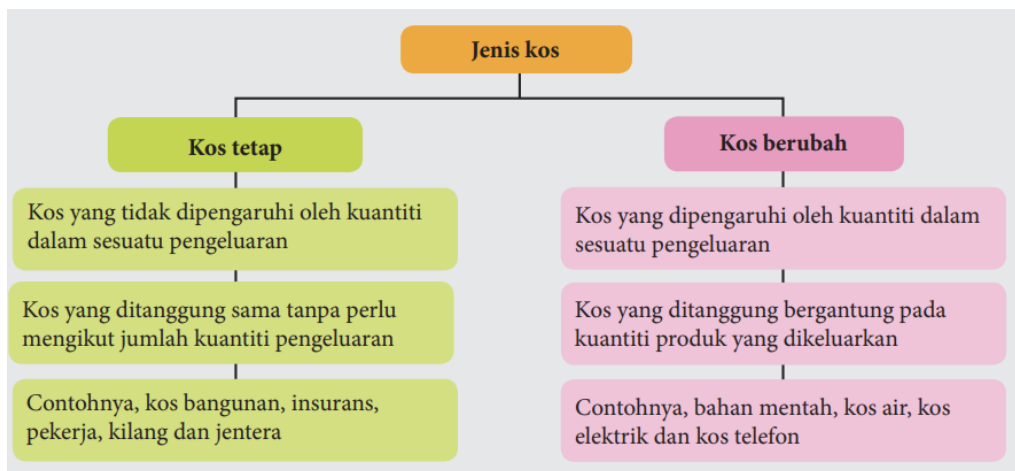 Jenis kos
Kos tetap
Kos yang tidak dipengaruhi oleh kuantiti
dalam sesuatu pengeluaran
Kos yang ditanggung sama tanpa perlu
mengikut jumlah kuantiti pengeluaran
Contohnya, kos bangunan, insurans,
pekerja, kilang dan jentera
Kos berubah
Kos yang dipengaruhi oleh kuantiti dalam
sesuatu pengeluaran
Kos yang ditanggung bergantung pada
kuantiti produk yang dikeluarkan
Contohnya, bahan mentah, kos air, kos
elektrik dan kos telefon